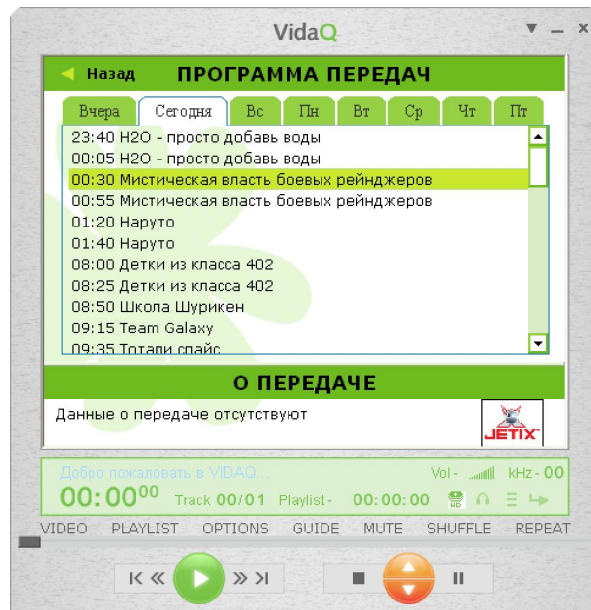 VidaQ
Назад ПРОГРАММА ПЕРЕДАЧ
Вчера Сегодня Вс Пн Вт Ср Чт Пт
23:40 H2O - просто добавь воды
00:05 H2O - просто добавь воды
00:30 Мистическая власть боевых рейнджеров
00:55 Мистическая власть боевых рейнджеров
01:20 Наруто
01:40 Наруто
08:00 Детки из класса 402
08:25 Детки из класса 402
08:50 Школа Шурикен
09:15 Team Galaxy
09:35 Тотали спайс
О ПЕРЕДАЧЕ
Данные о передаче отсутствуют
JETIX
Добро пожаловать в VIDAQ... Vol - kHz - 00
00:00 00 Track 00/01 Playlist - 00:00:00 HD
VIDEO PLAYLIST OPTIONS GUIDE MUTE SHUFFLE REPEAT